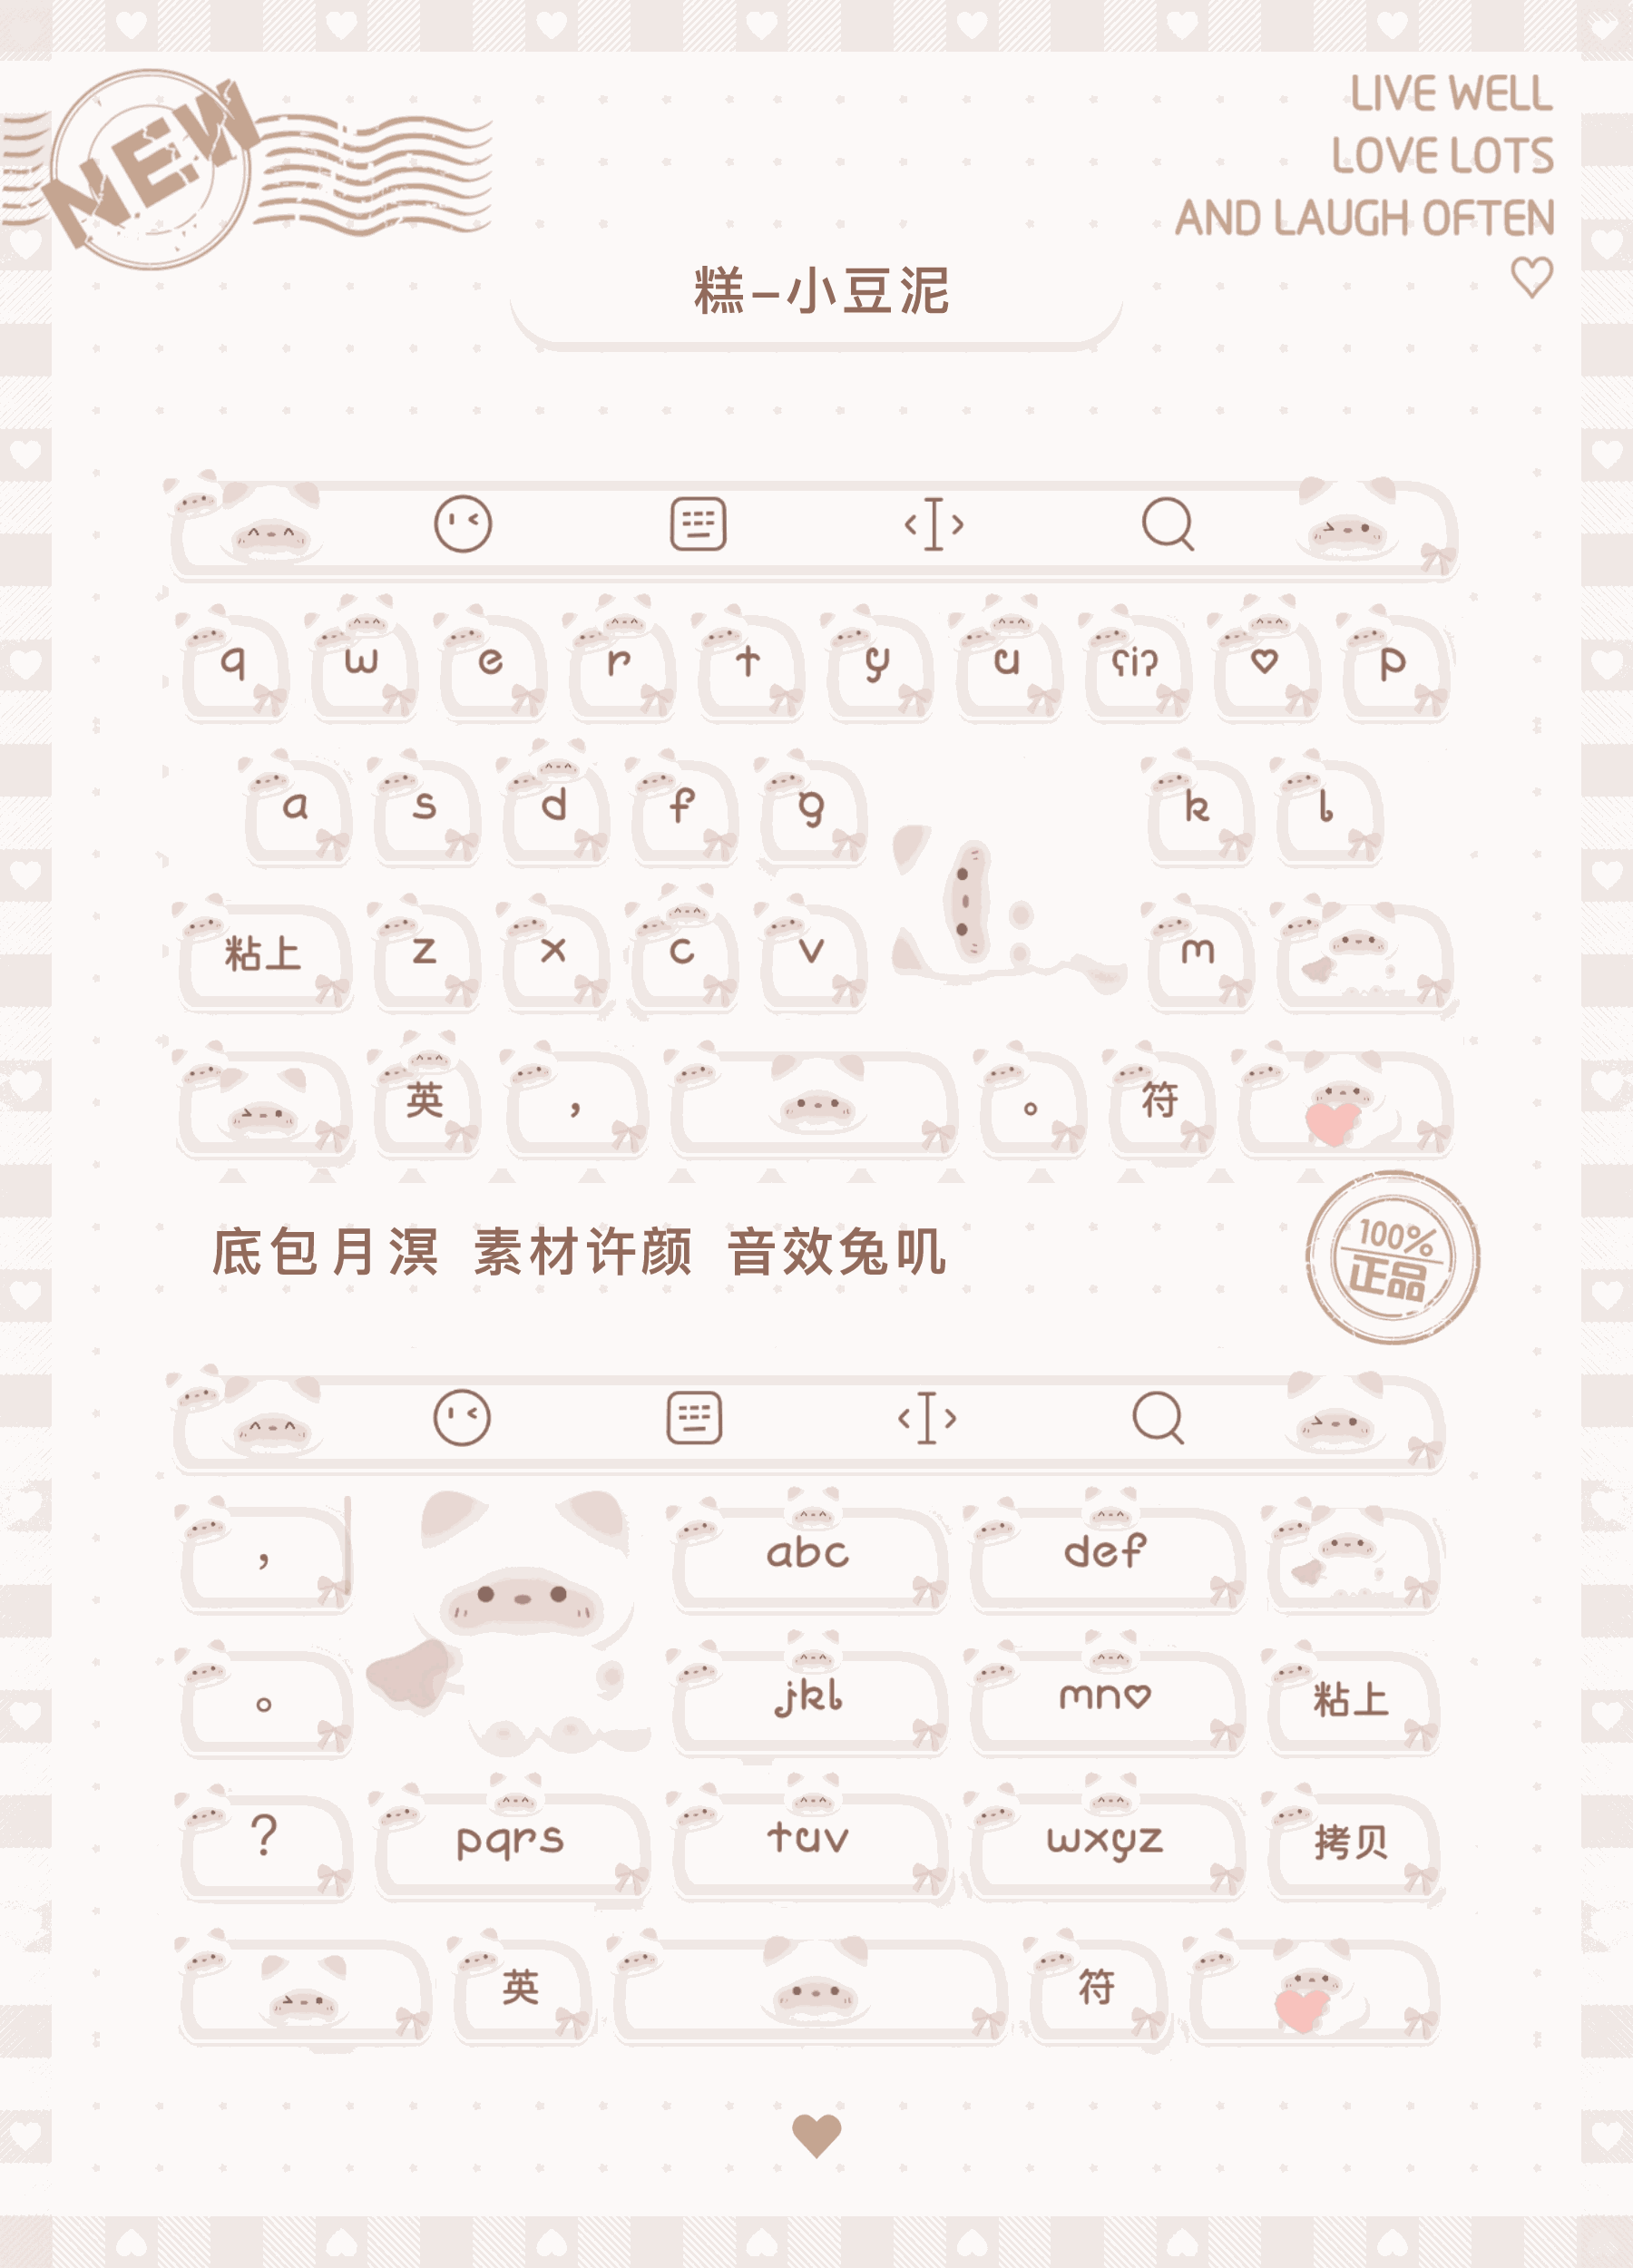 NEW
LIVE WELL
LOVE LOTS
AND LAUGH OFTEN
糕-小豆泥
q w e r t y u i ♡ p
a s d f g k l
粘上 z x c v m
英 , 。 符
底包月溟 素材许颜 音效兔叽
100%
正品
, abc def
。 jkl mn♡ 粘上
? pqrs tuv wxyz 拷贝
英 符